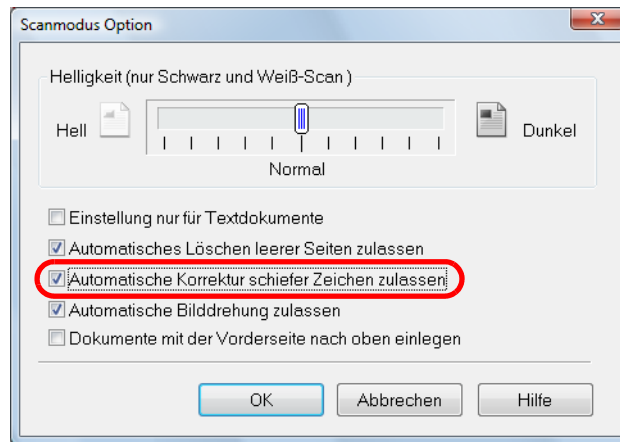 Scanmodus Option
Helligkeit (nur Schwarz und Weiß-Scan )
Hell
Dunkel
Normal
Einstellung nur für Textdokumente
Automatisches Löschen leerer Seiten zulassen
Automatische Korrektur schiefer Zeichen zulassen
Automatische Bilddrehung zulassen
Dokumente mit der Vorderseite nach oben einlegen
OK
Abbrechen
Hilfe